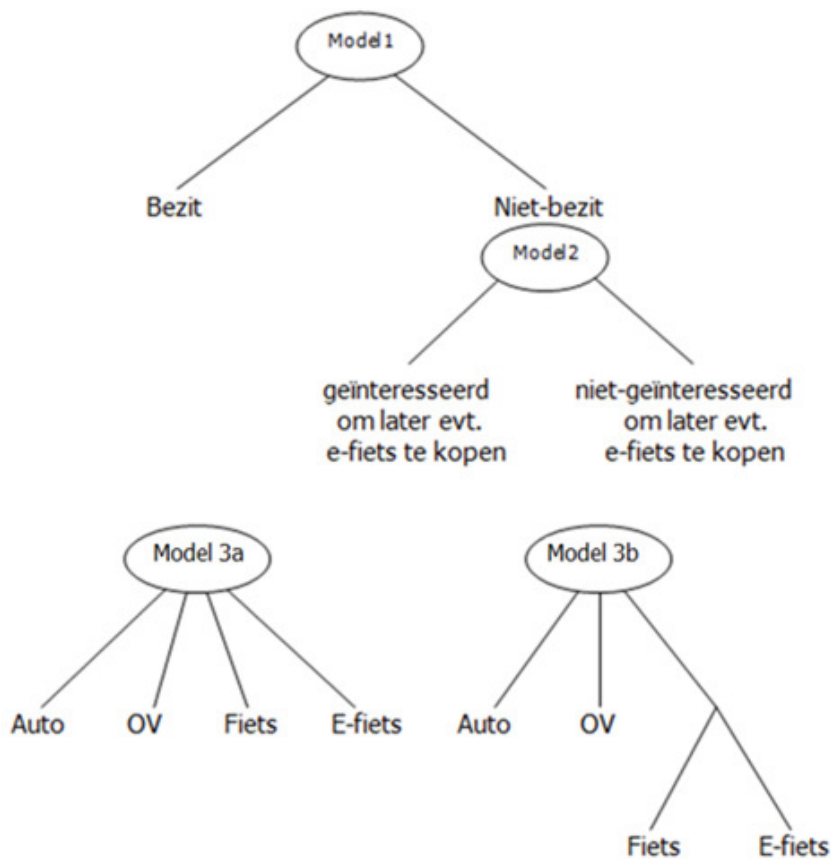 Model1
Bezit
Niet-bezit
Model2
geïnteresseerd
om later evt.
e-fiets te kopen
niet-geïnteresseerd
om later evt.
e-fiets te kopen
Model 3a
Auto
OV
Fiets
E-fiets
Model 3b
Auto
OV
Fiets
E-fiets